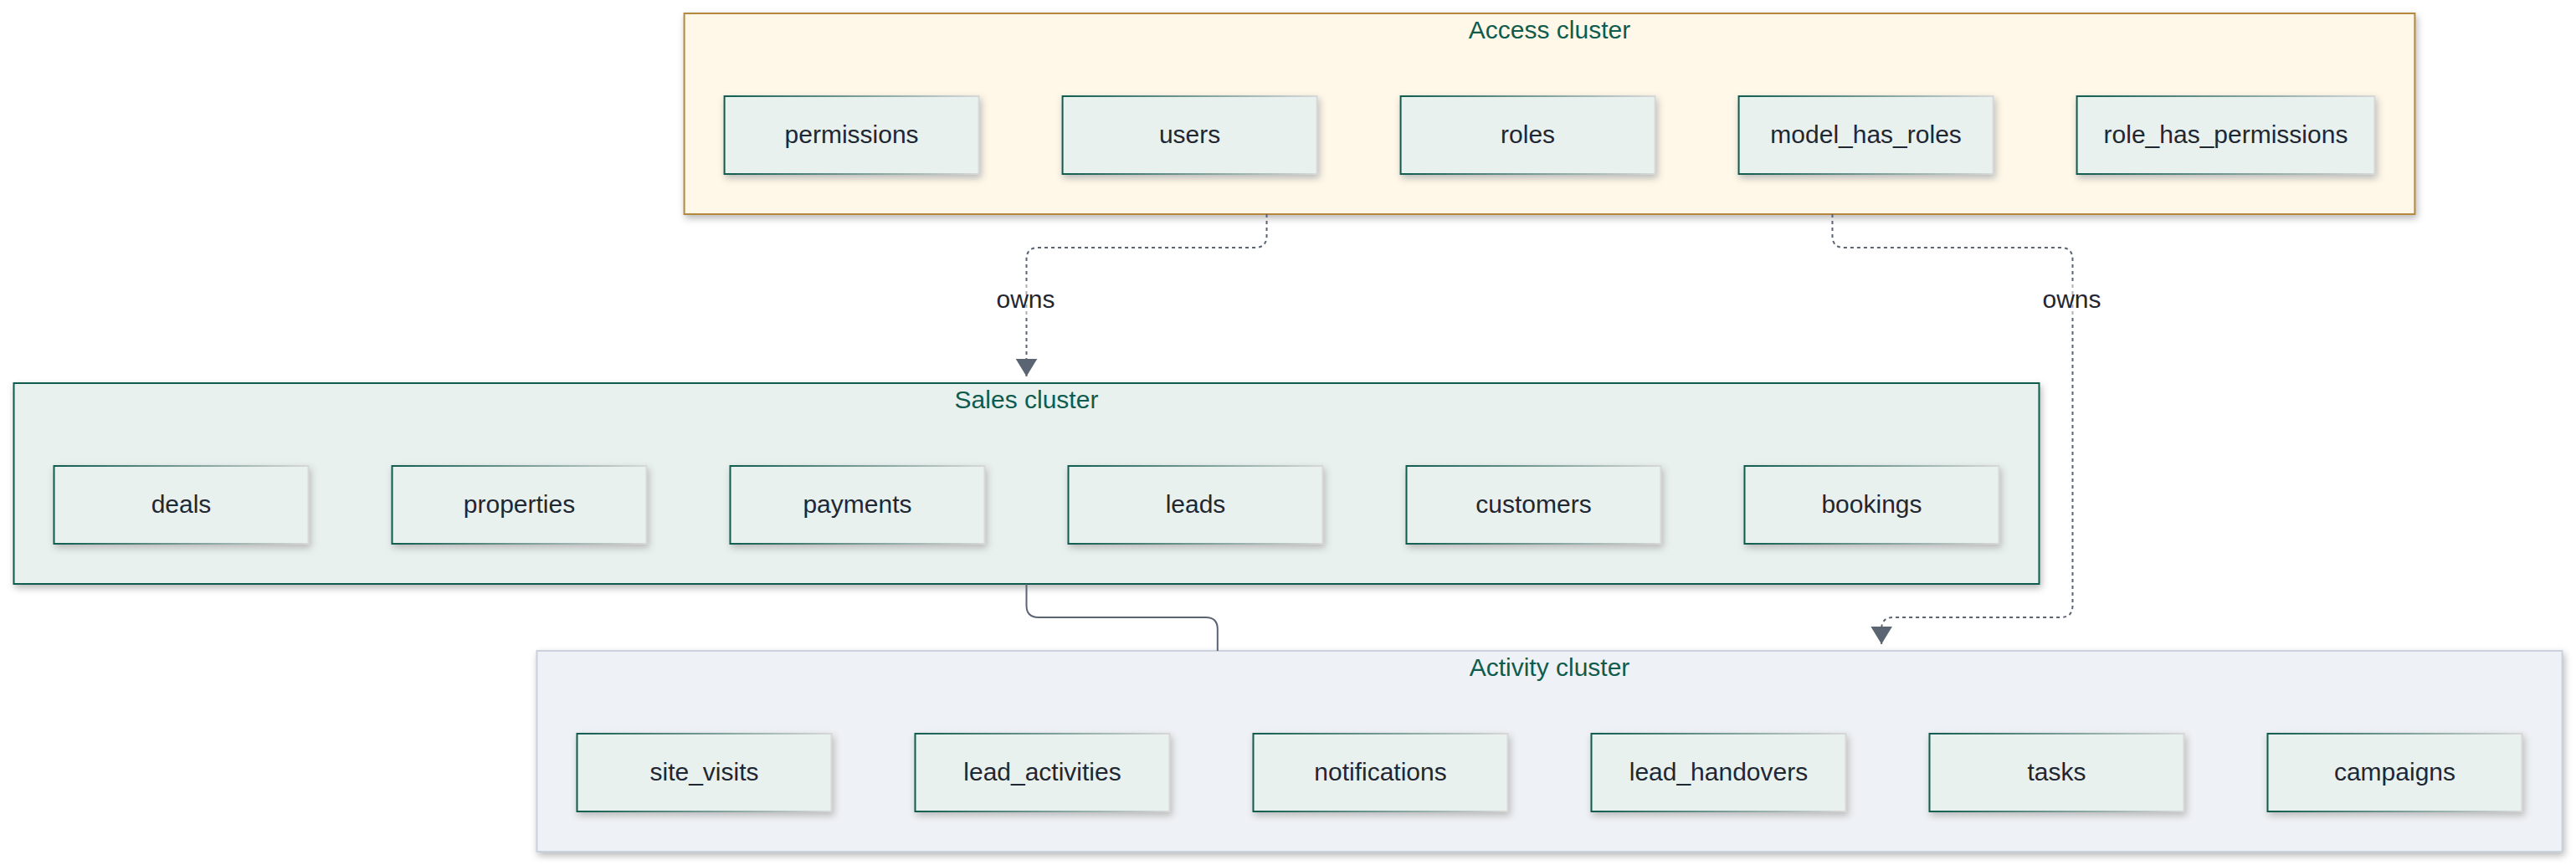 Access cluster
permissions
users
roles
model_has_roles
role_has_permissions
owns
owns
Sales cluster
deals
properties
payments
leads
customers
bookings
Activity cluster
site_visits
lead_activities
notifications
lead_handovers
tasks
campaigns